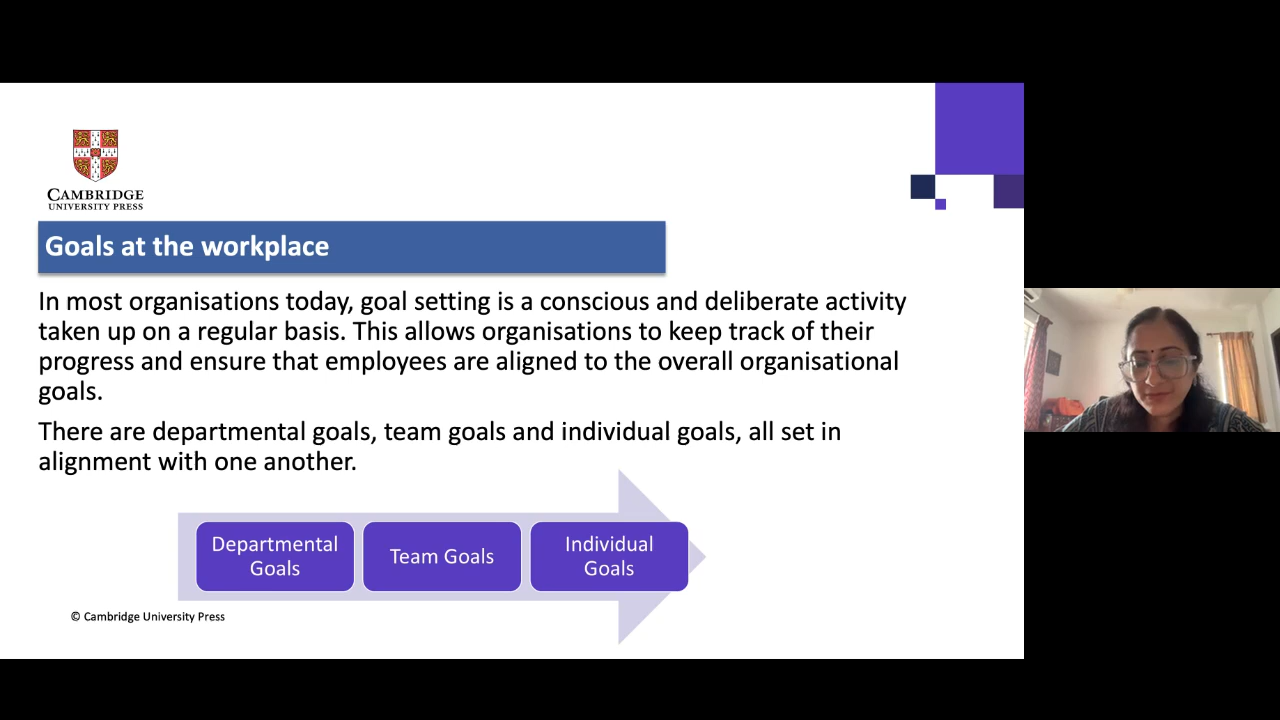 CAMBRIDGE
UNIVERSITY PRESS
Goals at the workplace
In most organisations today, goal setting is a conscious and deliberate activity
taken up on a regular basis. This allows organisations to keep track of their
progress and ensure that employees are aligned to the overall organisational
goals.
There are departmental goals, team goals and individual goals, all set in
alignment with one another.
Departmental
Goals
Team Goals
Individual
Goals
© Cambridge University Press